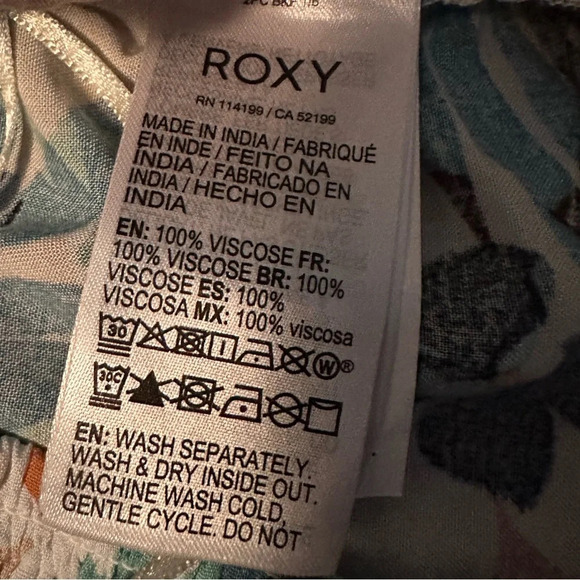 ROXY
RN 114199 / CA 52199
MADE IN INDIA / FABRIQUÉ
EN INDE / FEITO NA
INDIA / FABRICADO EN
INDIA / HECHO EN
INDIA
EN: 100% VISCOSE FR:
100% VISCOSE BR: 100%
VISCOSE ES: 100%
VISCOSA MX: 100% viscosa
30 W®
30C
EN: WASH SEPARATELY.
WASH & DRY INSIDE OUT.
MACHINE WASH COLD,
GENTLE CYCLE. DO NOT